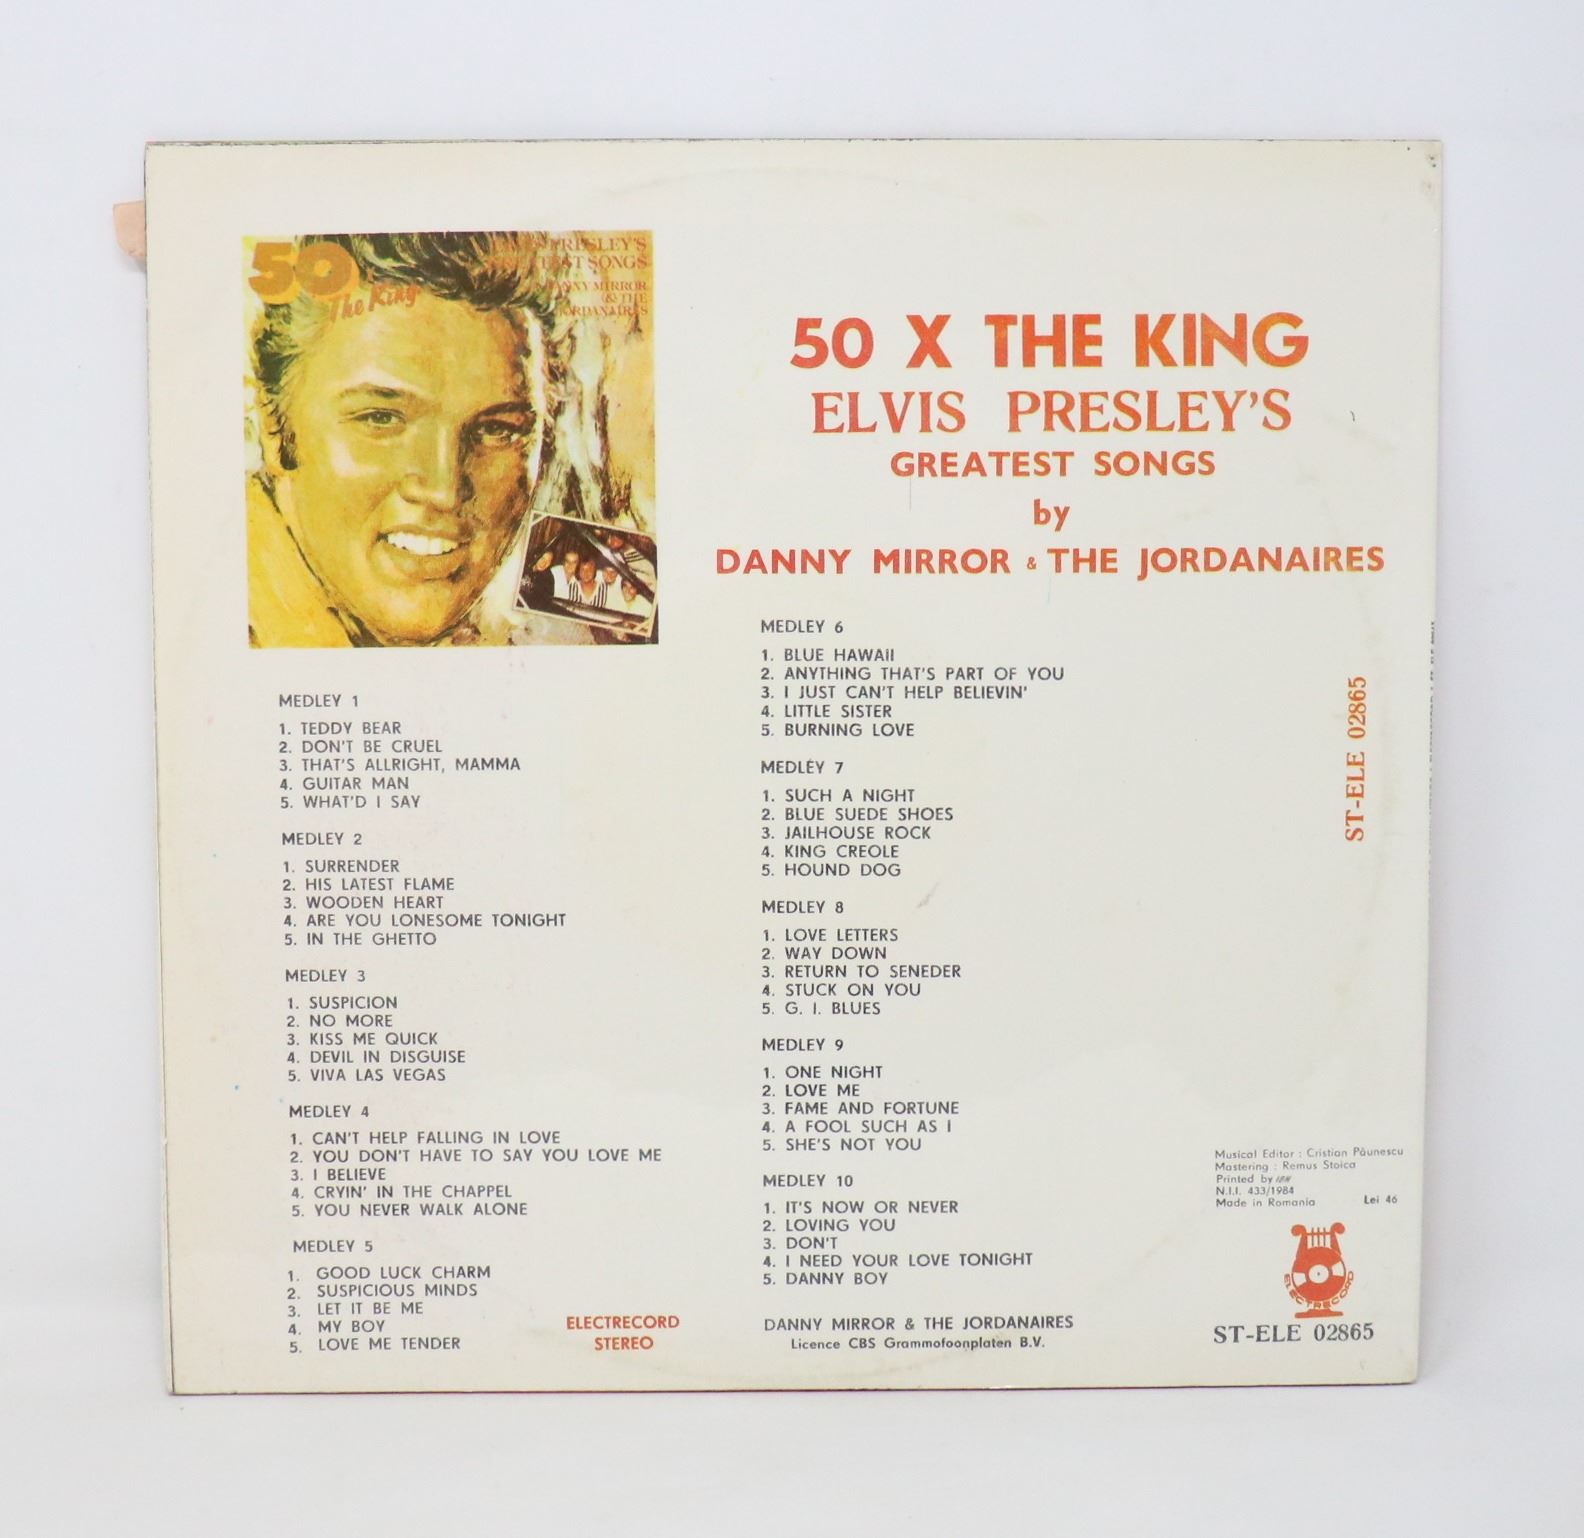 50
The King
ELVIS PRESLEY'S
GREATEST SONGS
DANNY MIRROR
& THE
JORDANAIRES
50 X THE KING
ELVIS PRESLEY'S
GREATEST SONGS
by
DANNY MIRROR & THE JORDANAIRES
MEDLEY 1
1. TEDDY BEAR
2. DON'T BE CRUEL
3. THAT'S ALLRIGHT, MAMMA
4. GUITAR MAN
5. WHAT'D I SAY
MEDLEY 2
1. SURRENDER
2. HIS LATEST FLAME
3. WOODEN HEART
4. ARE YOU LONESOME TONIGHT
5. IN THE GHETTO
MEDLEY 3
1. SUSPICION
2. NO MORE
3. KISS ME QUICK
4. DEVIL IN DISGUISE
5. VIVA LAS VEGAS
MEDLEY 4
1. CAN'T HELP FALLING IN LOVE
2. YOU DON'T HAVE TO SAY YOU LOVE ME
3. I BELIEVE
4. CRYIN' IN THE CHAPPEL
5. YOU NEVER WALK ALONE
MEDLEY 5
1. GOOD LUCK CHARM
2. SUSPICIOUS MINDS
3. LET IT BE ME
4. MY BOY
5. LOVE ME TENDER
ELECTRECORD
STEREO
MEDLEY 6
1. BLUE HAWAII
2. ANYTHING THAT'S PART OF YOU
3. I JUST CAN'T HELP BELIEVIN'
4. LITTLE SISTER
5. BURNING LOVE
MEDLEY 7
1. SUCH A NIGHT
2. BLUE SUEDE SHOES
3. JAILHOUSE ROCK
4. KING CREOLE
5. HOUND DOG
MEDLEY 8
1. LOVE LETTERS
2. WAY DOWN
3. RETURN TO SENEDER
4. STUCK ON YOU
5. G. I. BLUES
MEDLEY 9
1. ONE NIGHT
2. LOVE ME
3. FAME AND FORTUNE
4. A FOOL SUCH AS I
5. SHE'S NOT YOU
MEDLEY 10
1. IT'S NOW OR NEVER
2. LOVING YOU
3. DON'T
4. I NEED YOUR LOVE TONIGHT
5. DANNY BOY
DANNY MIRROR & THE JORDANAIRES
Licence CBS Grammofoonplaten B.V.
ST-ELE 02865
Musical Editor : Cristian Păunescu
Mastering : Remus Stoica
Printed by
N.I.I. 433/1984
Made in Romania Lei 46
ELECTRECORD
ST-ELE 02865